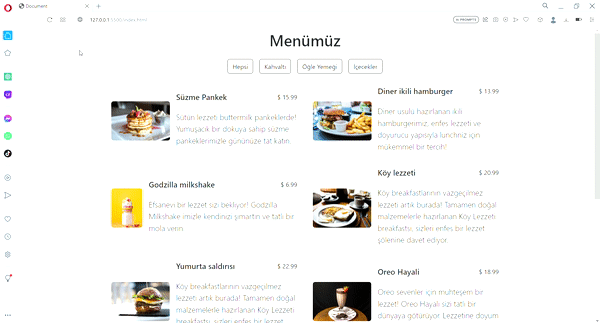 Document
127.0.0.1
Menümüz
Hepsi
Kahvaltı
Öğle Yemeği
İçecekler
Süzme Pankek
$ 15.99
Sütün lezzeti buttermilk pankeklerde!
Yumuşacık bir dokuya sahip süzme
pankeklerimizle gününüze tat katın.
Diner ikili hamburger
$ 13.99
Diner usulü hazırlanan ikili
hamburgerimiz, enfes lezzeti ve
doyurucu yapısıyla lunchınız için
mükemmel bir tercih!
Godzilla milkshake
$ 6.99
Efsanevi bir lezzet sizi bekliyor! Godzilla
Milkshake imizle kendinizi şımartın ve tatlı bir
mola verin.
Köy lezzeti
$ 20.99
Köy kahvaltılarının vazgeçilmez
lezzeti artık burada! Tamamen doğal
malzemelerle hazırlanan Köy Lezzeti
breakfastsı, sizleri enfes bir lezzet
şölenine davet ediyor.
Yumurta saldırısı
$ 22.99
Köy breakfastlarının vazgeçilmez
lezzeti artık burada! Tamamen doğal
malzemelerle hazırlanan Köy Lezzeti
breakfastsı, sizleri enfes bir lezzet
Oreo Hayali
$ 18.99
Oreo sevenler için muhteşem bir
lezzet! Oreo Hayali sizi tatlı bir
dünyaya götürüyor. Lezzetine doyum